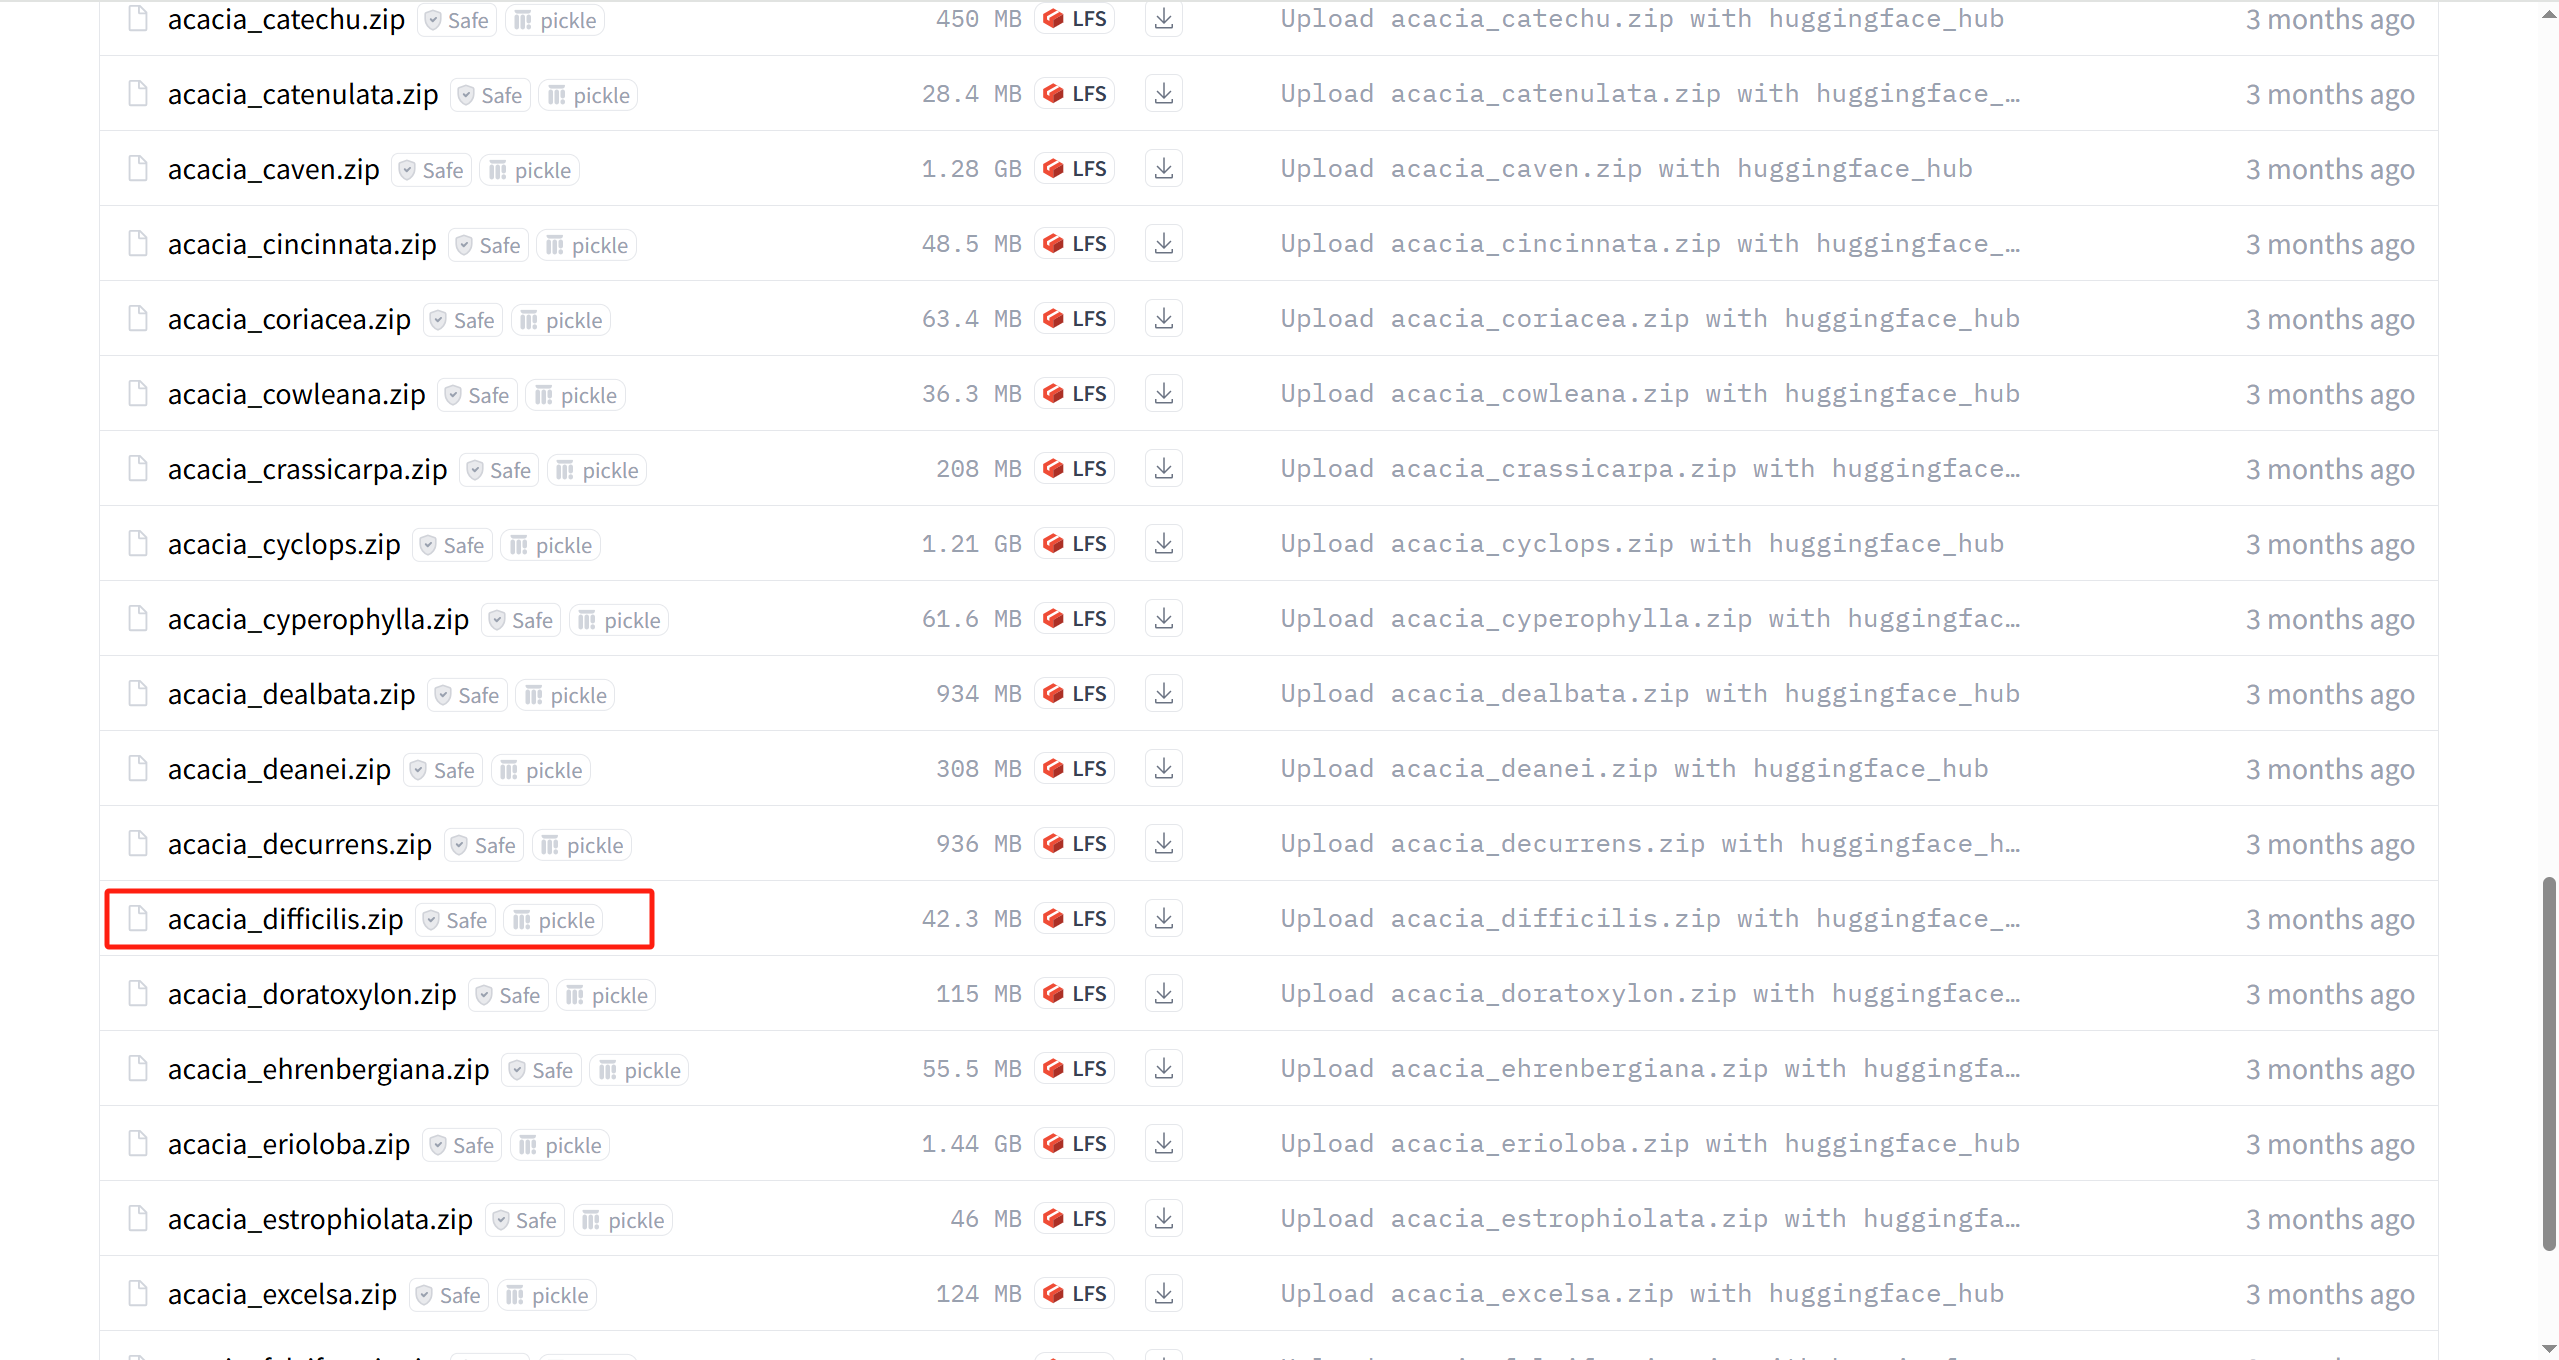 acacia_catechu.zip Safe pickle 450 MB LFS Upload acacia_catechu.zip with huggingface_hub 3 months ago
acacia_catenulata.zip Safe pickle 28.4 MB LFS Upload acacia_catenulata.zip with huggingface_… 3 months ago
acacia_caven.zip Safe pickle 1.28 GB LFS Upload acacia_caven.zip with huggingface_hub 3 months ago
acacia_cincinnata.zip Safe pickle 48.5 MB LFS Upload acacia_cincinnata.zip with huggingface_… 3 months ago
acacia_coriacea.zip Safe pickle 63.4 MB LFS Upload acacia_coriacea.zip with huggingface_hub 3 months ago
acacia_cowleana.zip Safe pickle 36.3 MB LFS Upload acacia_cowleana.zip with huggingface_hub 3 months ago
acacia_crassicarpa.zip Safe pickle 208 MB LFS Upload acacia_crassicarpa.zip with huggingface… 3 months ago
acacia_cyclops.zip Safe pickle 1.21 GB LFS Upload acacia_cyclops.zip with huggingface_hub 3 months ago
acacia_cyperophylla.zip Safe pickle 61.6 MB LFS Upload acacia_cyperophylla.zip with huggingfac… 3 months ago
acacia_dealbata.zip Safe pickle 934 MB LFS Upload acacia_dealbata.zip with huggingface_hub 3 months ago
acacia_deanei.zip Safe pickle 308 MB LFS Upload acacia_deanei.zip with huggingface_hub 3 months ago
acacia_decurrens.zip Safe pickle 936 MB LFS Upload acacia_decurrens.zip with huggingface_h… 3 months ago
acacia_difficilis.zip Safe pickle 42.3 MB LFS Upload acacia_difficilis.zip with huggingface_… 3 months ago
acacia_doratoxylon.zip Safe pickle 115 MB LFS Upload acacia_doratoxylon.zip with huggingface… 3 months ago
acacia_ehrenbergiana.zip Safe pickle 55.5 MB LFS Upload acacia_ehrenbergiana.zip with huggingfa… 3 months ago
acacia_erioloba.zip Safe pickle 1.44 GB LFS Upload acacia_erioloba.zip with huggingface_hub 3 months ago
acacia_estrophiolata.zip Safe pickle 46 MB LFS Upload acacia_estrophiolata.zip with huggingfa… 3 months ago
acacia_excelsa.zip Safe pickle 124 MB LFS Upload acacia_excelsa.zip with huggingface_hub 3 months ago